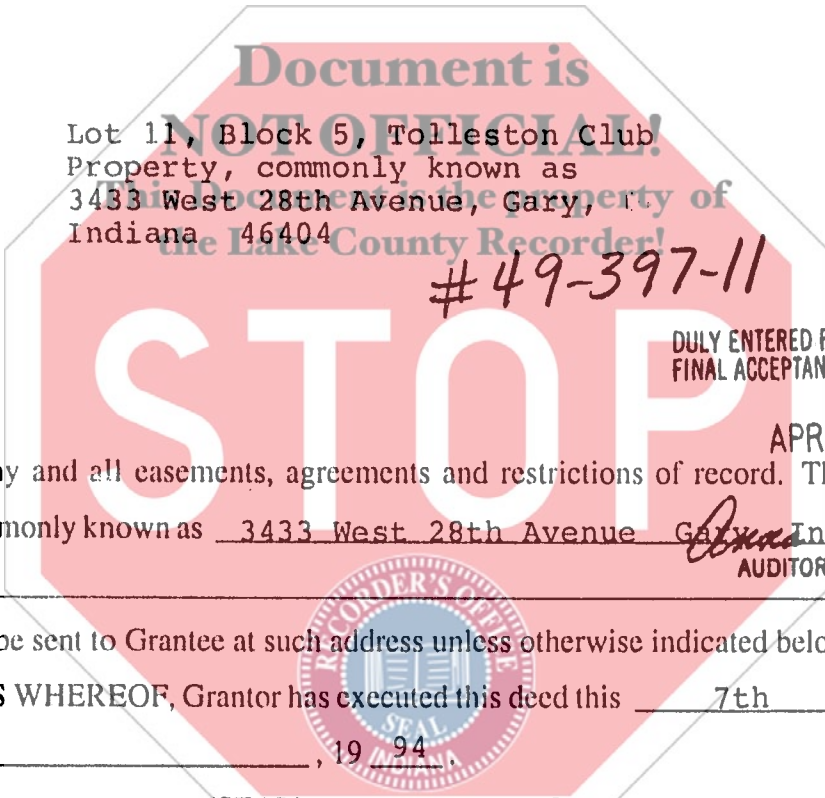 Document is
NOT OFFICIAL!
Lot 11, Block 5, Tolleston Club
Property, commonly known as
This Document is the property of
3433 West 28th Avenue, Gary,
the Lake County Recorder!
Indiana 46404
#49-397-11
STOP
DULY ENTERED F
FINAL ACCEPTAN
APR
y and all easements, agreements and restrictions of record. Th
monly known as 3433 West 28th Avenue Gary In
AUDITOR
be sent to Grantee at such address unless otherwise indicated belo
S WHEREOF, Grantor has executed this deed this 7th
, 19 94.
RECORDER'S OFFICE
SEAL
INDIANA